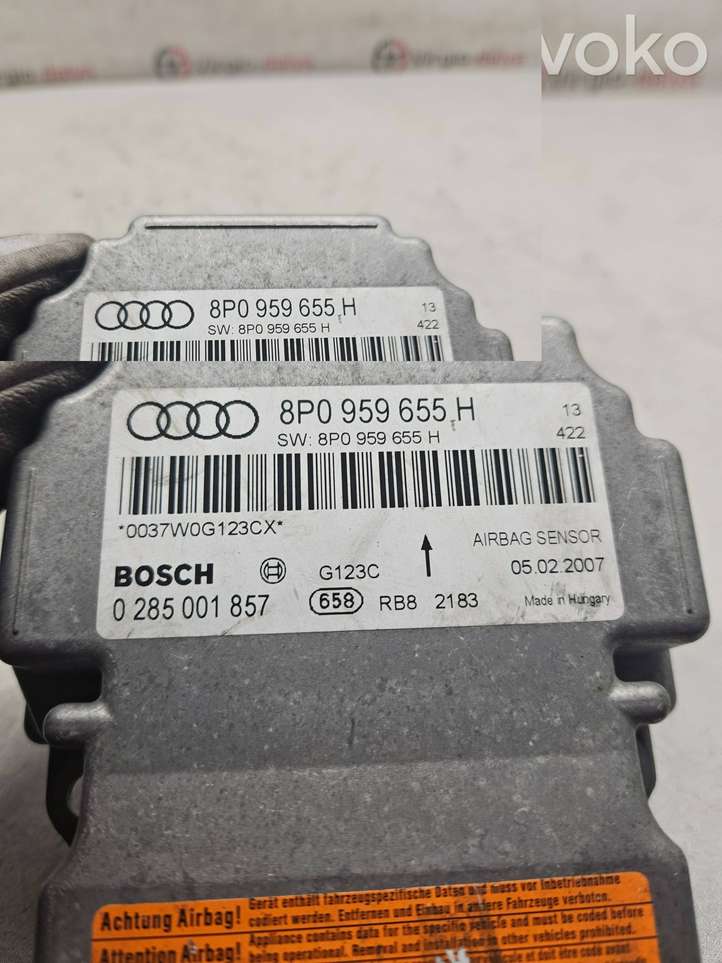 voko
8P0 959 655 H
SW: 8P0 959 655 H
13
422
8P0 959 655 H
SW: 8P0 959 655 H
13
422
*0037W0G123CX*
AIRBAG SENSOR
BOSCH
G123C
05.02.2007
0 285 001 857
658
RB8 2183
Made in Hungary
Achtung Airbag!
Gerät enthält fahrzeugspezifische Daten und muss vor Inbetriebnahme
codiert werden. Entfernen und Einbau in andere Fahrzeuge verboten.
Attention Airbag!
Appliance contains data for the specific vehicle and must be coded before
being operational. Removal and installation in other vehicles prohibited.